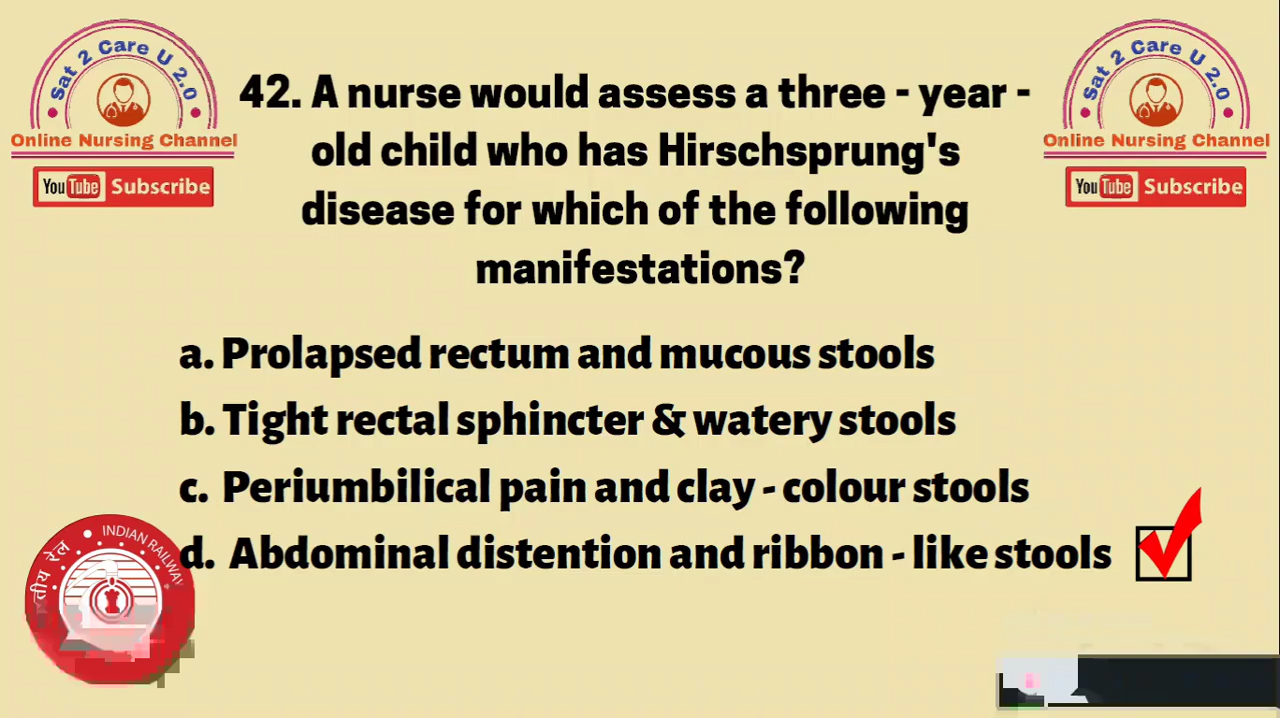 Sat 2 Care U 2.0
Online Nursing Channel
YouTube Subscribe
Sat 2 Care U 2.0
Online Nursing Channel
YouTube Subscribe
42. A nurse would assess a three - year -
old child who has Hirschsprung's
disease for which of the following
manifestations?
a. Prolapsed rectum and mucous stools
b. Tight rectal sphincter & watery stools
c. Periumbilical pain and clay - colour stools
d. Abdominal distention and ribbon - like stools
INDIAN RAILWAY
रेल